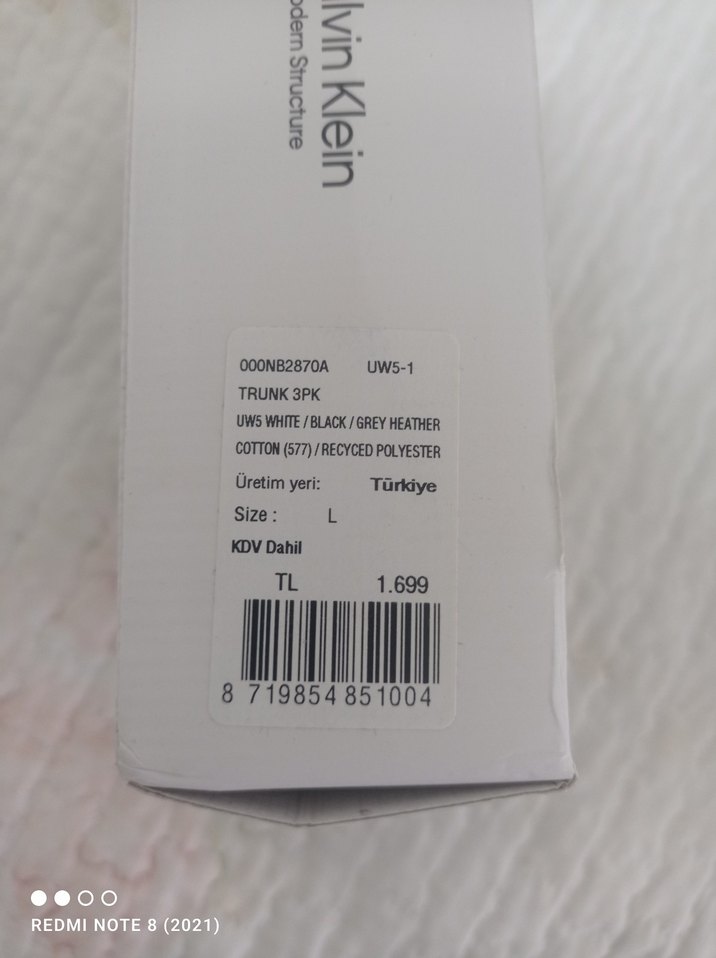 alvin Klein
odern Structure
000NB2870A UW5-1
TRUNK 3PK
UW5 WHITE / BLACK / GREY HEATHER
COTTON (577) / RECYCED POLYESTER
Üretim yeri: Türkiye
Size : L
KDV Dahil
TL 1.699
8 719854 851004
REDMI NOTE 8 (2021)